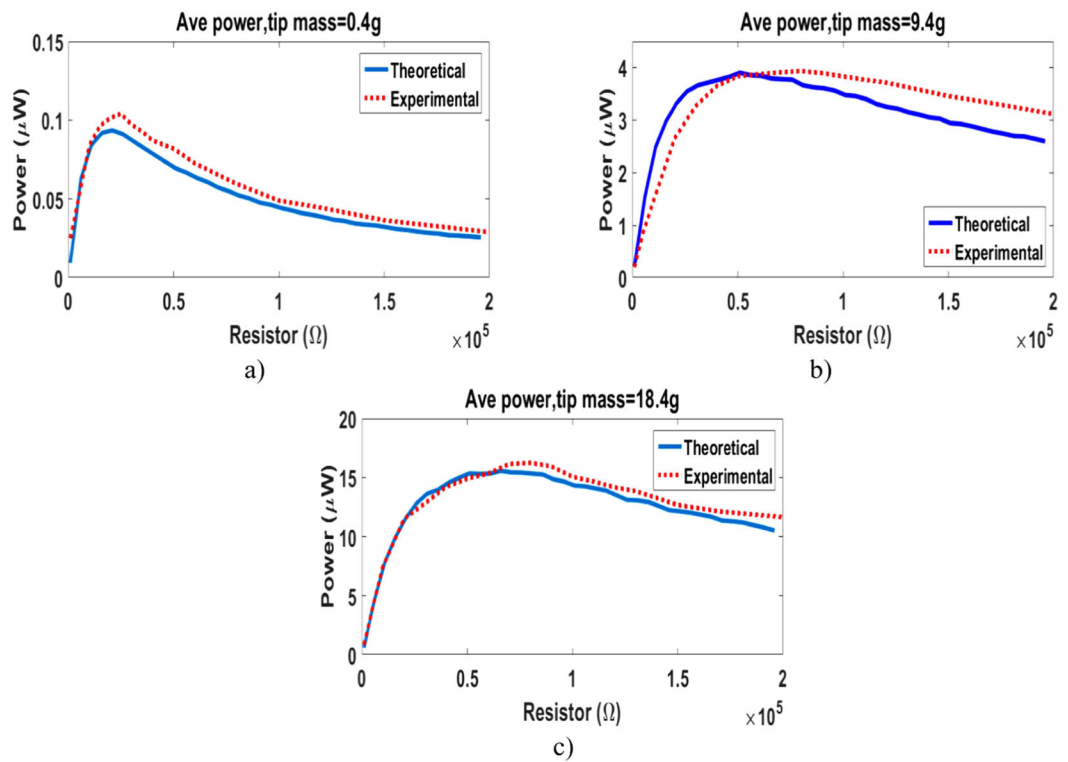 Ave power,tip mass=0.4g
0.15
0.1
0.05
0
Power (μW)
Theoretical
Experimental
0 0.5 1 1.5 2
Resistor (Ω) ×10^5
a)
Ave power,tip mass=9.4g
4
3
2
1
0
Power (μW)
Theoretical
Experimental
0 0.5 1 1.5 2
Resistor (Ω) ×10^5
b)
Ave power,tip mass=18.4g
20
15
10
5
0
Power (μW)
Theoretical
Experimental
0 0.5 1 1.5 2
Resistor (Ω) ×10^5
c)